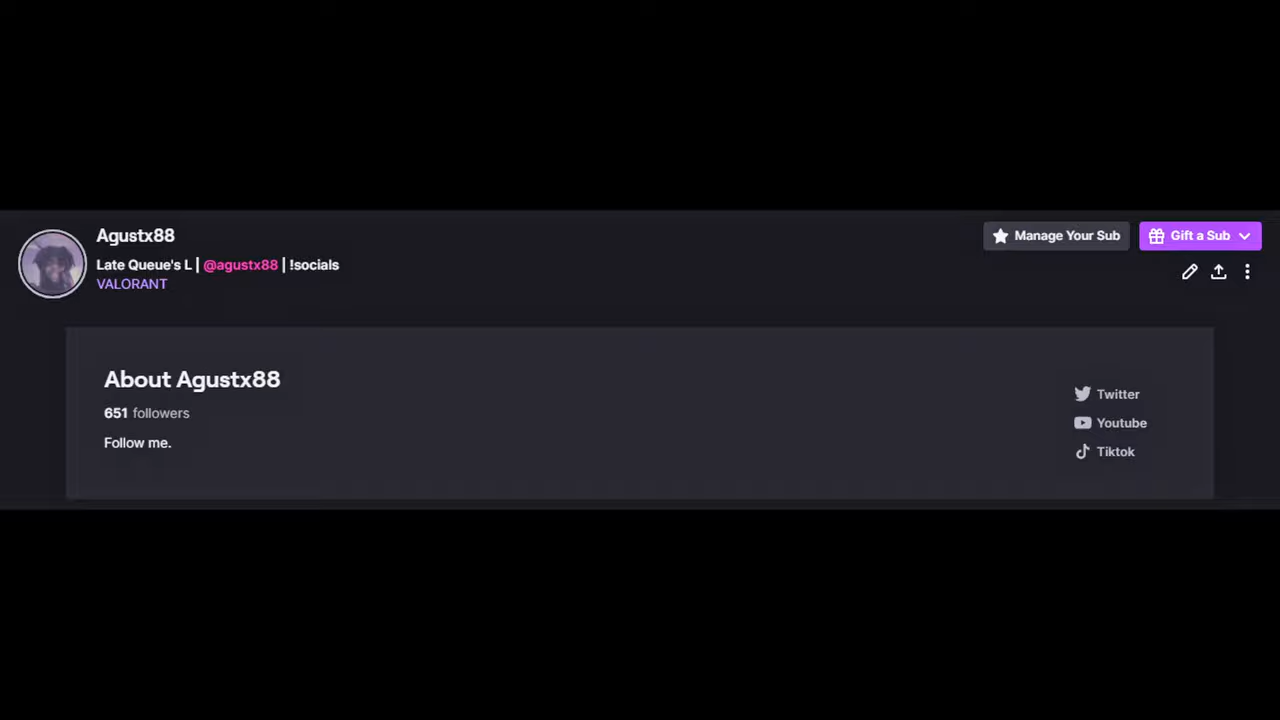 Agustx88
Manage Your Sub
Gift a Sub
Late Queue's L | @agustx88 | !socials
VALORANT
About Agustx88
651 followers
Follow me.
Twitter
Youtube
Tiktok